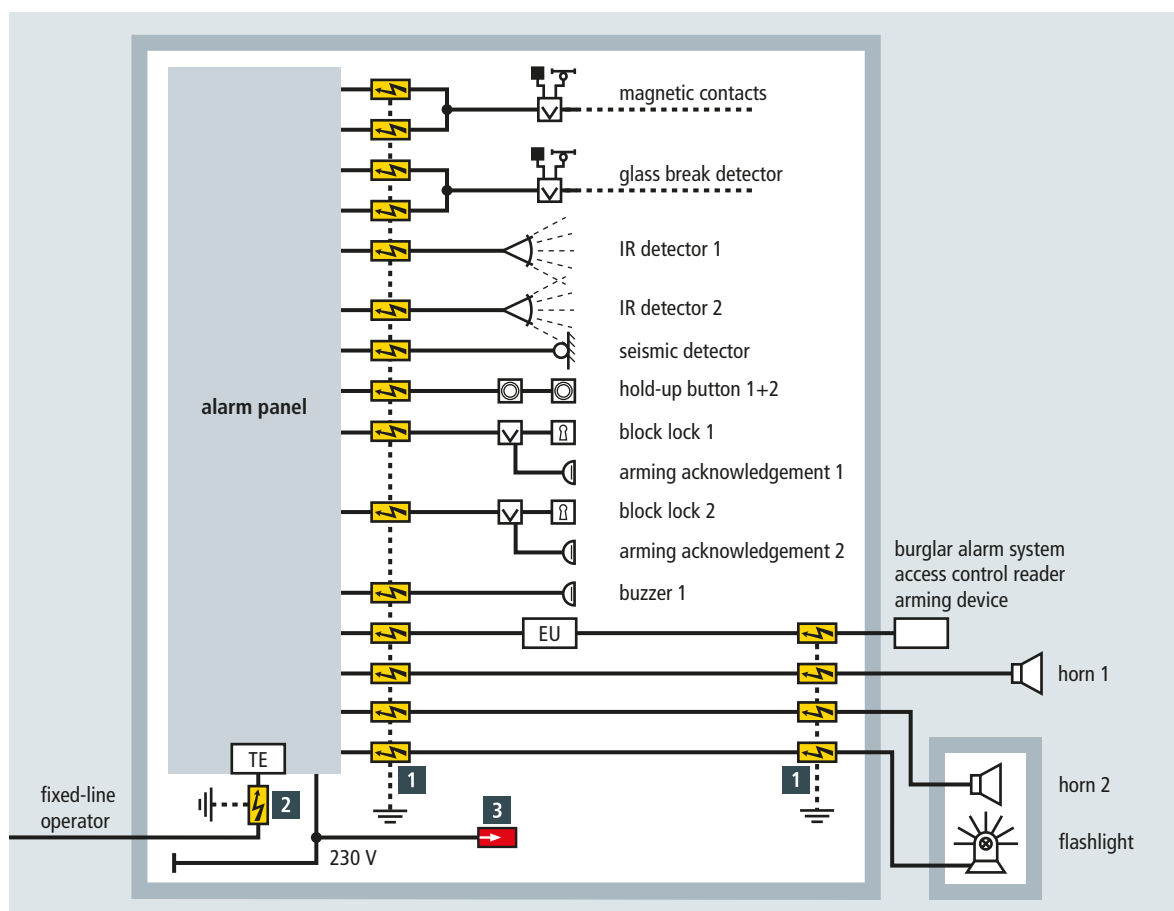 magnetic contacts
glass break detector
IR detector 1
IR detector 2
seismic detector
hold-up button 1+2
alarm panel
block lock 1
arming acknowledgement 1
block lock 2
arming acknowledgement 2
burglar alarm system
access control reader
arming device
buzzer 1
EU
horn 1
TE
1
1
horn 2
fixed-line
operator
2
3
flashlight
230 V